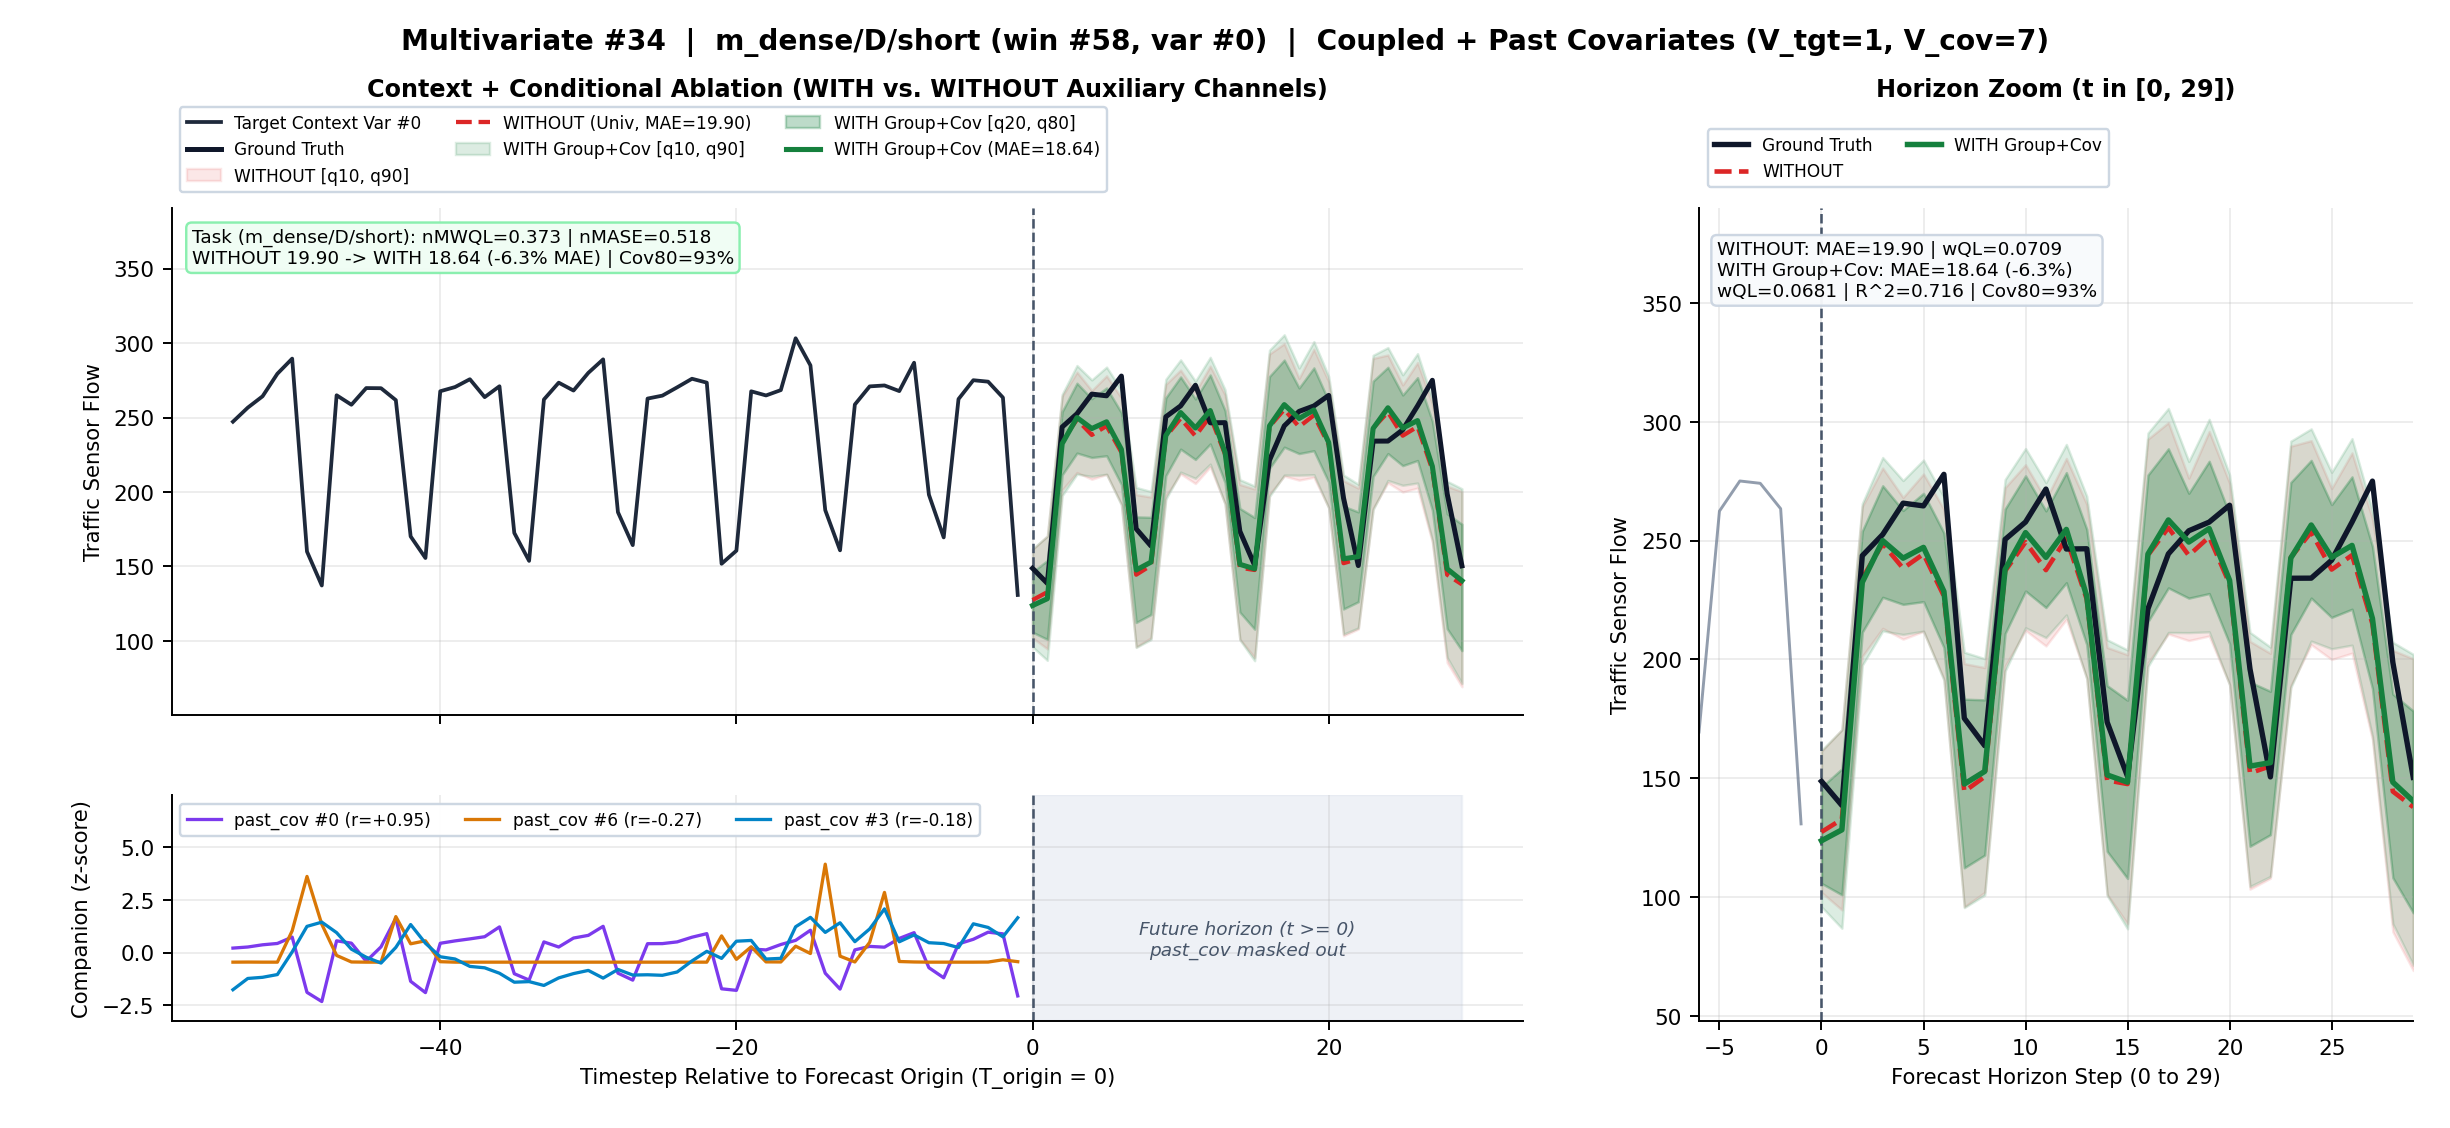 Multivariate #34 | m_dense/D/short (win #58, var #0) | Coupled + Past Covariates (V_tgt=1, V_cov=7)
Context + Conditional Ablation (WITH vs. WITHOUT Auxiliary Channels)
Target Context Var #0
Ground Truth
WITHOUT [q10, q90]
WITHOUT (Univ, MAE=19.90)
WITH Group+Cov [q10, q90]
WITH Group+Cov [q20, q80]
WITH Group+Cov (MAE=18.64)
Task (m_dense/D/short): nMWQL=0.373 | nMASE=0.518
WITHOUT 19.90 -> WITH 18.64 (-6.3% MAE) | Cov80=93%
Traffic Sensor Flow
350
300
250
200
150
100
past_cov #0 (r=+0.95)
past_cov #6 (r=-0.27)
past_cov #3 (r=-0.18)
Companion (z-score)
5.0
2.5
0.0
−2.5
Future horizon (t >= 0)
past_cov masked out
−40
−20
0
20
Timestep Relative to Forecast Origin (T_origin = 0)
Horizon Zoom (t in [0, 29])
Ground Truth
WITHOUT
WITH Group+Cov
WITHOUT: MAE=19.90 | wQL=0.0709
WITH Group+Cov: MAE=18.64 (-6.3%)
wQL=0.0681 | R^2=0.716 | Cov80=93%
Traffic Sensor Flow
350
300
250
200
150
100
50
−5
0
5
10
15
20
25
Forecast Horizon Step (0 to 29)